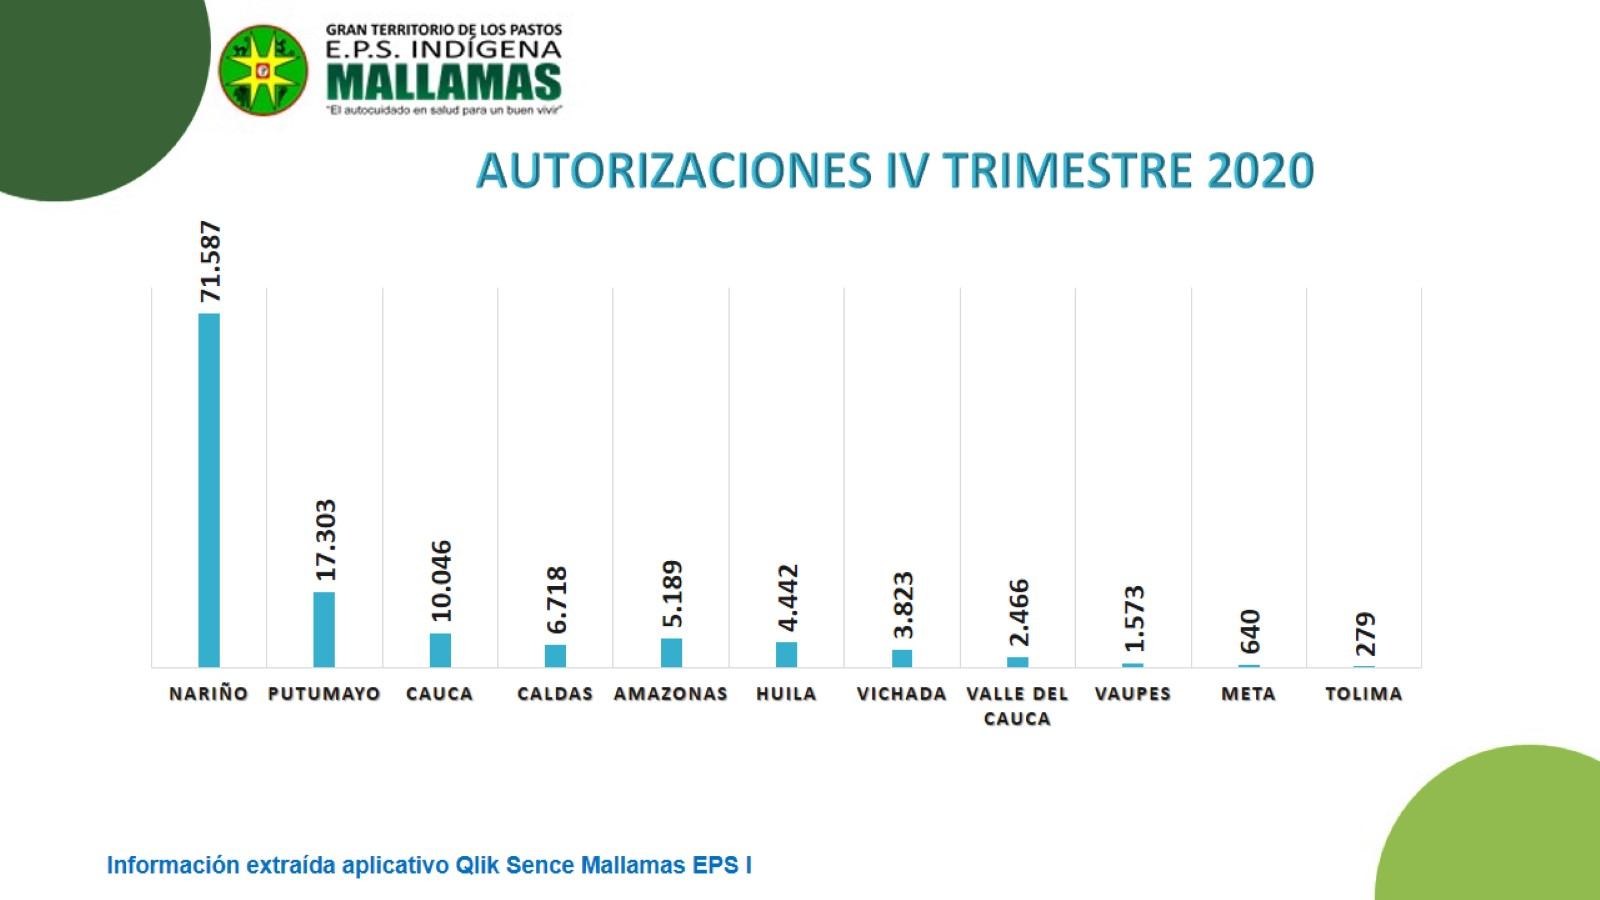 GRAN TERRITORIO DE LOS PASTOS
E.P.S. INDÍGENA
MALLAMAS
"El autocuidado en salud para un buen vivir"
AUTORIZACIONES IV TRIMESTRE 2020
71.587
17.303
10.046
6.718
5.189
4.442
3.823
2.466
1.573
640
279
NARIÑO
PUTUMAYO
CAUCA
CALDAS
AMAZONAS
HUILA
VICHADA
VALLE DEL
CAUCA
VAUPES
META
TOLIMA
Información extraída aplicativo Qlik Sence Mallamas EPS I